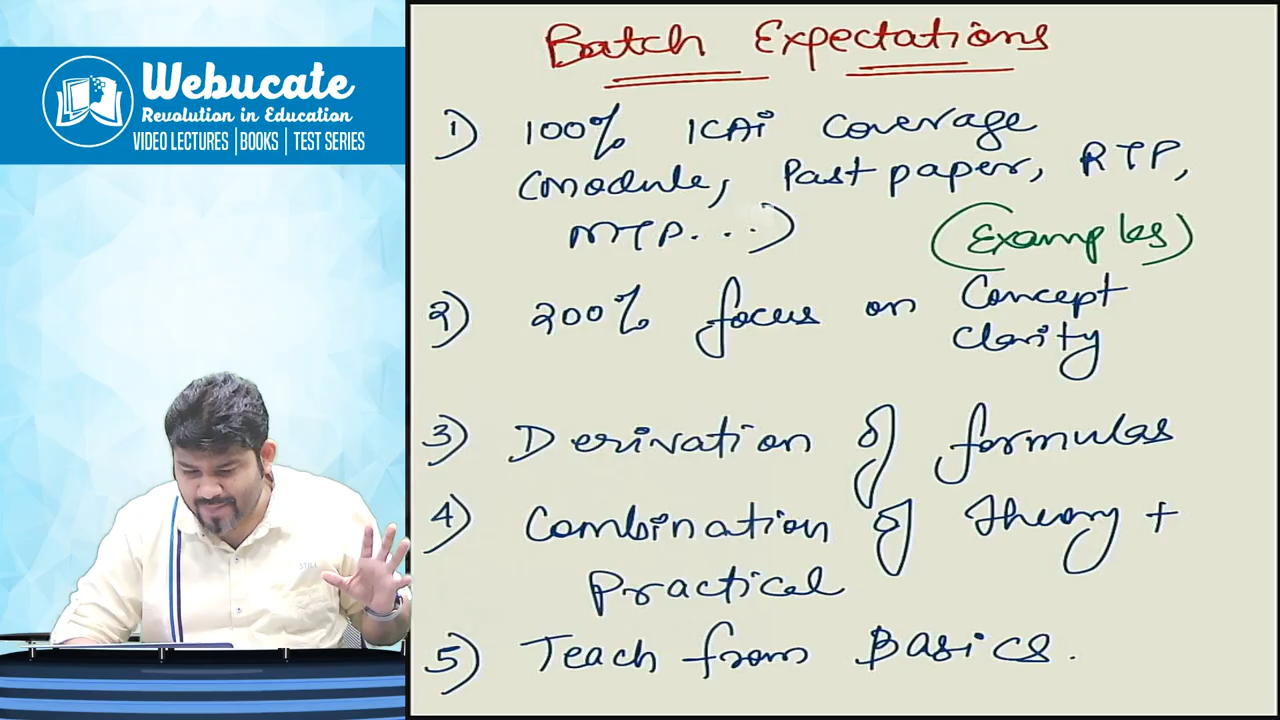 Webucate
Revolution in Education
VIDEO LECTURES | BOOKS | TEST SERIES
Batch Expectations
1) 100% ICAi Coverage
(module, Past paper, RTP,
MTP...) (Examples)
2) 200% focus on Concept
Clarity
3) Derivation of formulas
4) Combination of theory +
Practical
5) Teach from Basics.
STILL